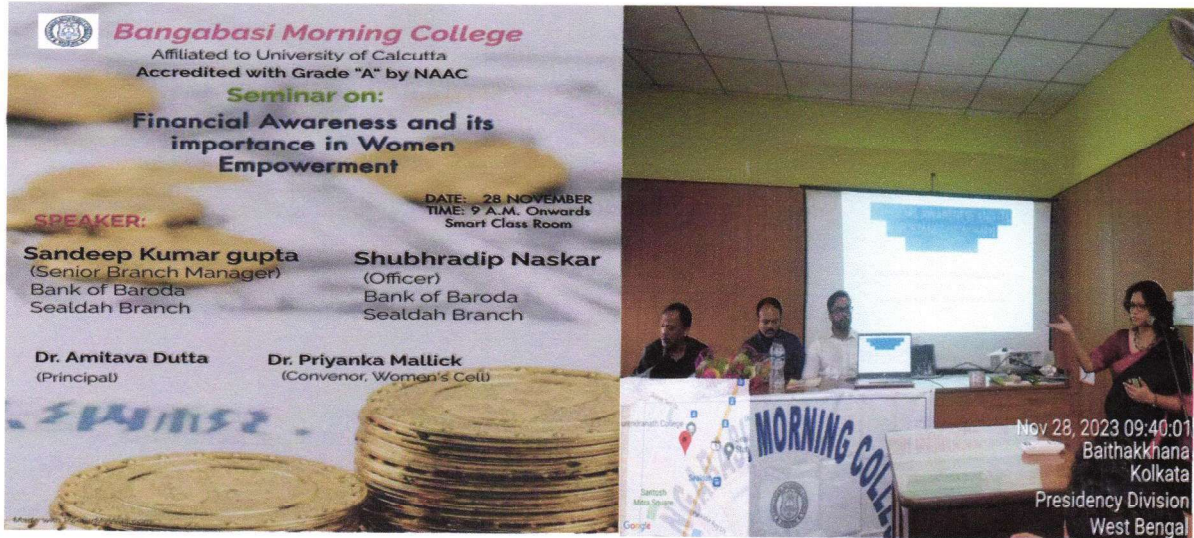 Bangabasi Morning College
Affiliated to University of Calcutta
Accredited with Grade "A" by NAAC
Seminar on:
Financial Awareness and its
importance in Women
Empowerment
DATE: 28 NOVEMBER
TIME: 9 A.M. Onwards
Smart Class Room
SPEAKER:
Sandeep Kumar gupta
(Senior Branch Manager)
Bank of Baroda
Sealdah Branch
Shubhradip Naskar
(Officer)
Bank of Baroda
Sealdah Branch
Dr. Amitava Dutta
(Principal)
Dr. Priyanka Mallick
(Convenor, Women's Cell)
MORNING COLLE
Santosh
Mitra Square
Google
Nov 28, 2023 09:40:01
Baithakkhana
Kolkata
Presidency Division
West Bengal